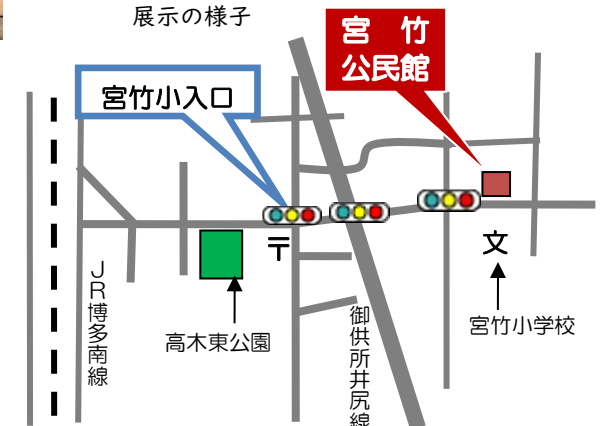 展示の様子
宮 竹
公民館
宮竹小入口
〒
文
宮竹小学校
高木東公園
JR博多南線
御供所井尻線